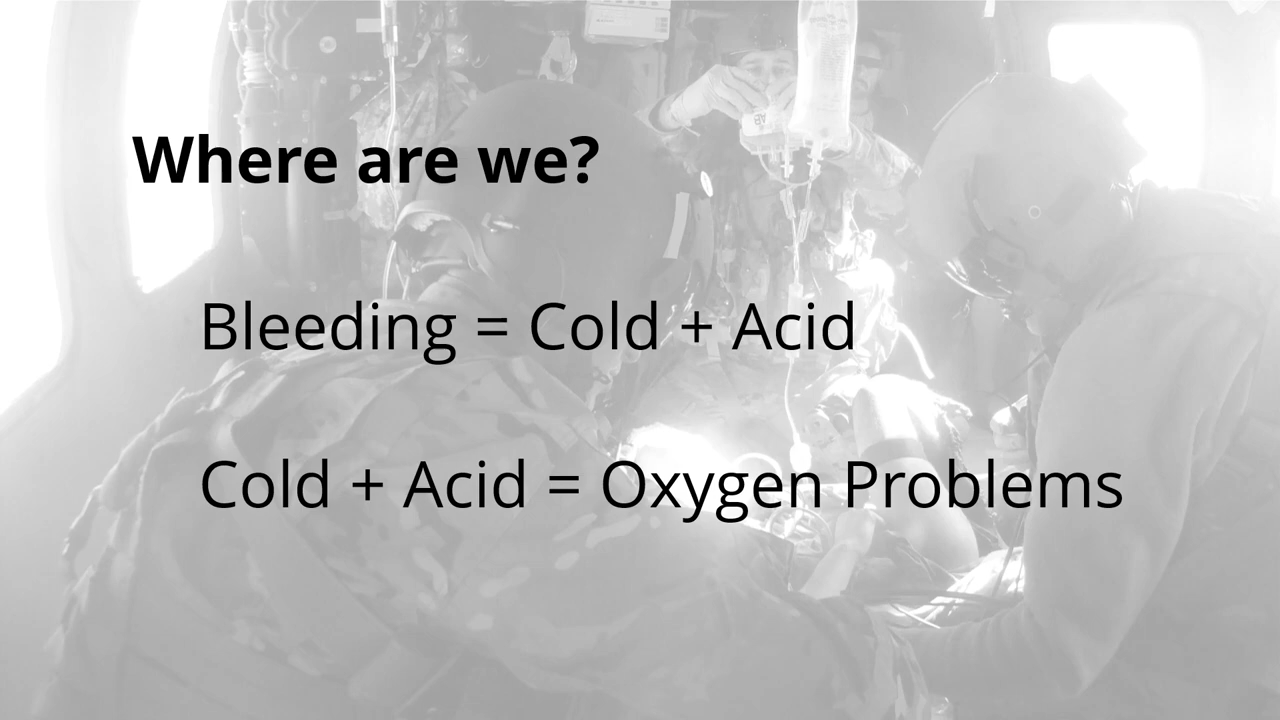 Where are we?
Bleeding = Cold + Acid
Cold + Acid = Oxygen Problems